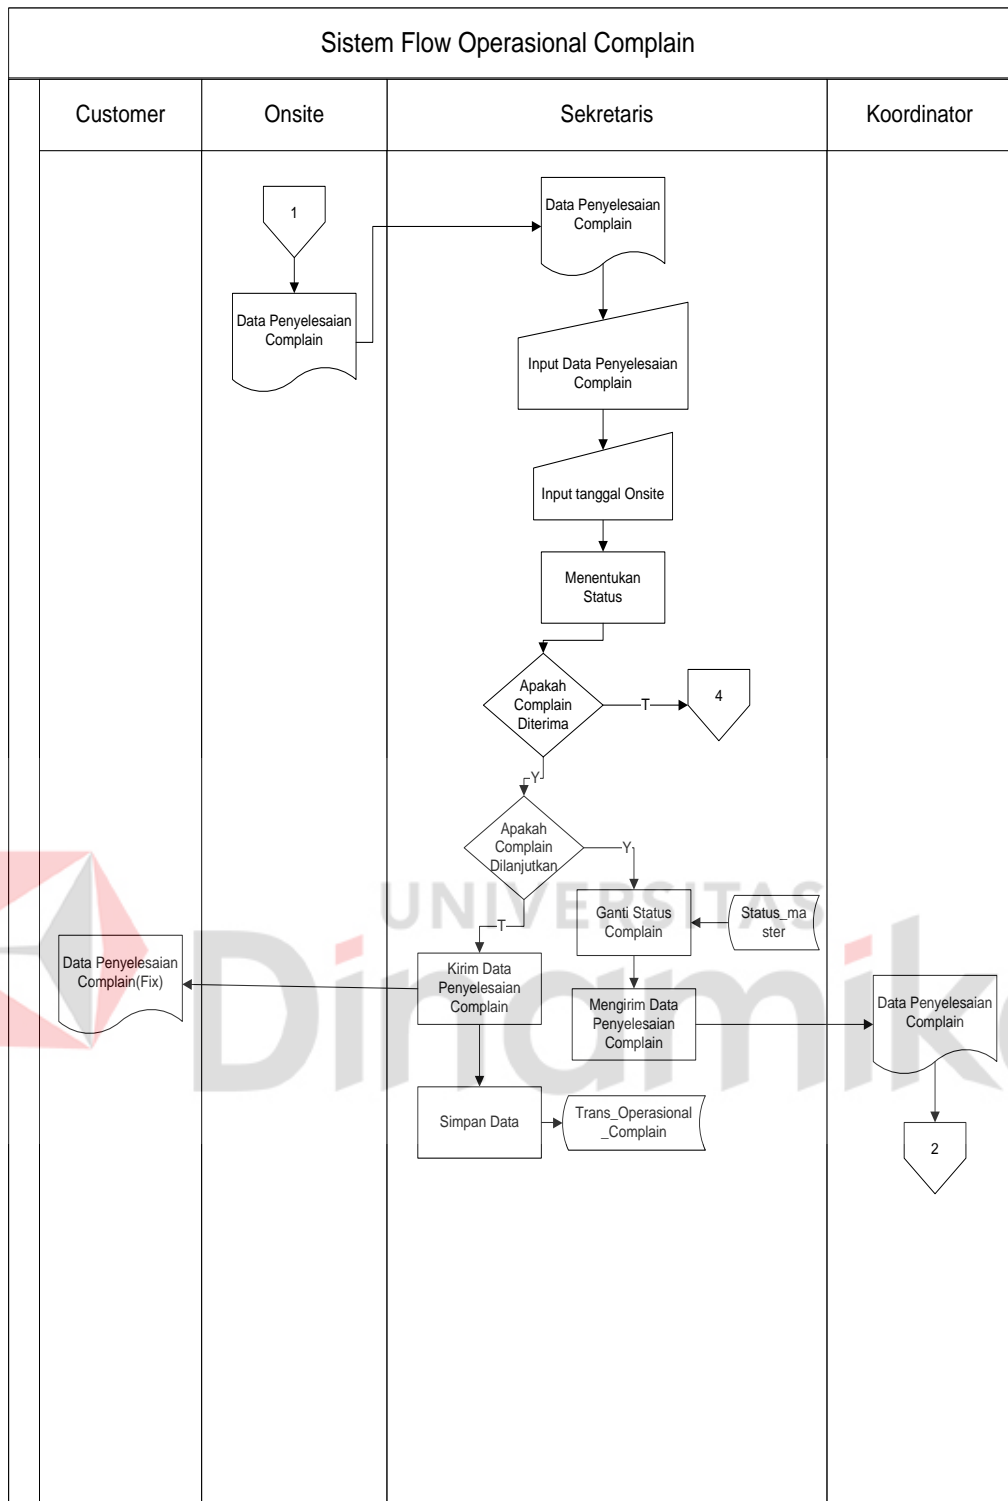 Sistem Flow Operasional Complain
Customer
Onsite
Sekretaris
Koordinator
1
Data Penyelesaian
Complain
Data Penyelesaian
Complain
Input Data Penyelesaian
Complain
Input tanggal Onsite
Menentukan
Status
Apakah
Complain
Diterima
T
4
Y
Apakah
Complain
Dilanjutkan
Y
T
Ganti Status
Complain
Status_ma
ster
Data Penyelesaian
Complain(Fix)
Kirim Data
Penyelesaian
Complain
Mengirim Data
Penyelesaian
Complain
Data Penyelesaian
Complain
Simpan Data
Trans_Operasional
_Complain
2
UNIVERSITAS
Dinamika